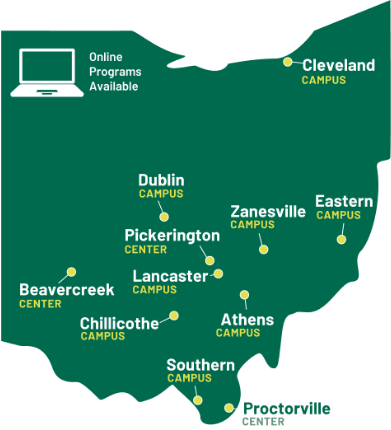 Online
Programs
Available
Cleveland
CAMPUS
Dublin
CAMPUS
Eastern
CAMPUS
Zanesville
CAMPUS
Pickerington
CENTER
Lancaster
CAMPUS
Beavercreek
CENTER
Chillicothe
CAMPUS
Athens
CAMPUS
Southern
CAMPUS
Proctorville
CENTER